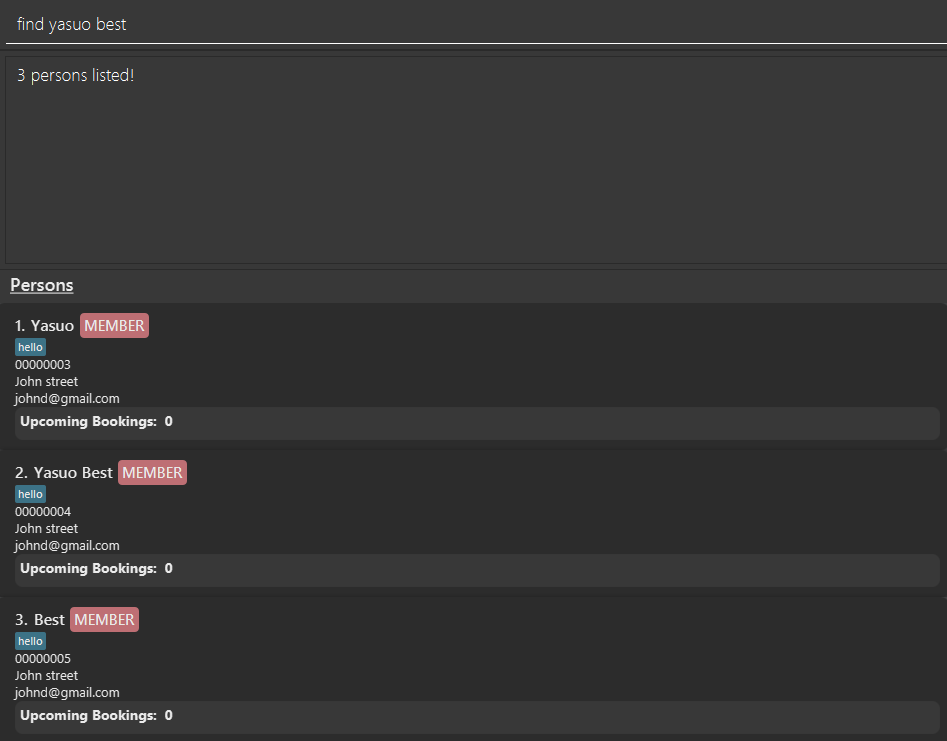 find yasuo best
3 persons listed!
Persons
1. Yasuo MEMBER
hello
00000003
John street
johnd@gmail.com
Upcoming Bookings: 0
2. Yasuo Best MEMBER
hello
00000004
John street
johnd@gmail.com
Upcoming Bookings: 0
3. Best MEMBER
hello
00000005
John street
johnd@gmail.com
Upcoming Bookings: 0